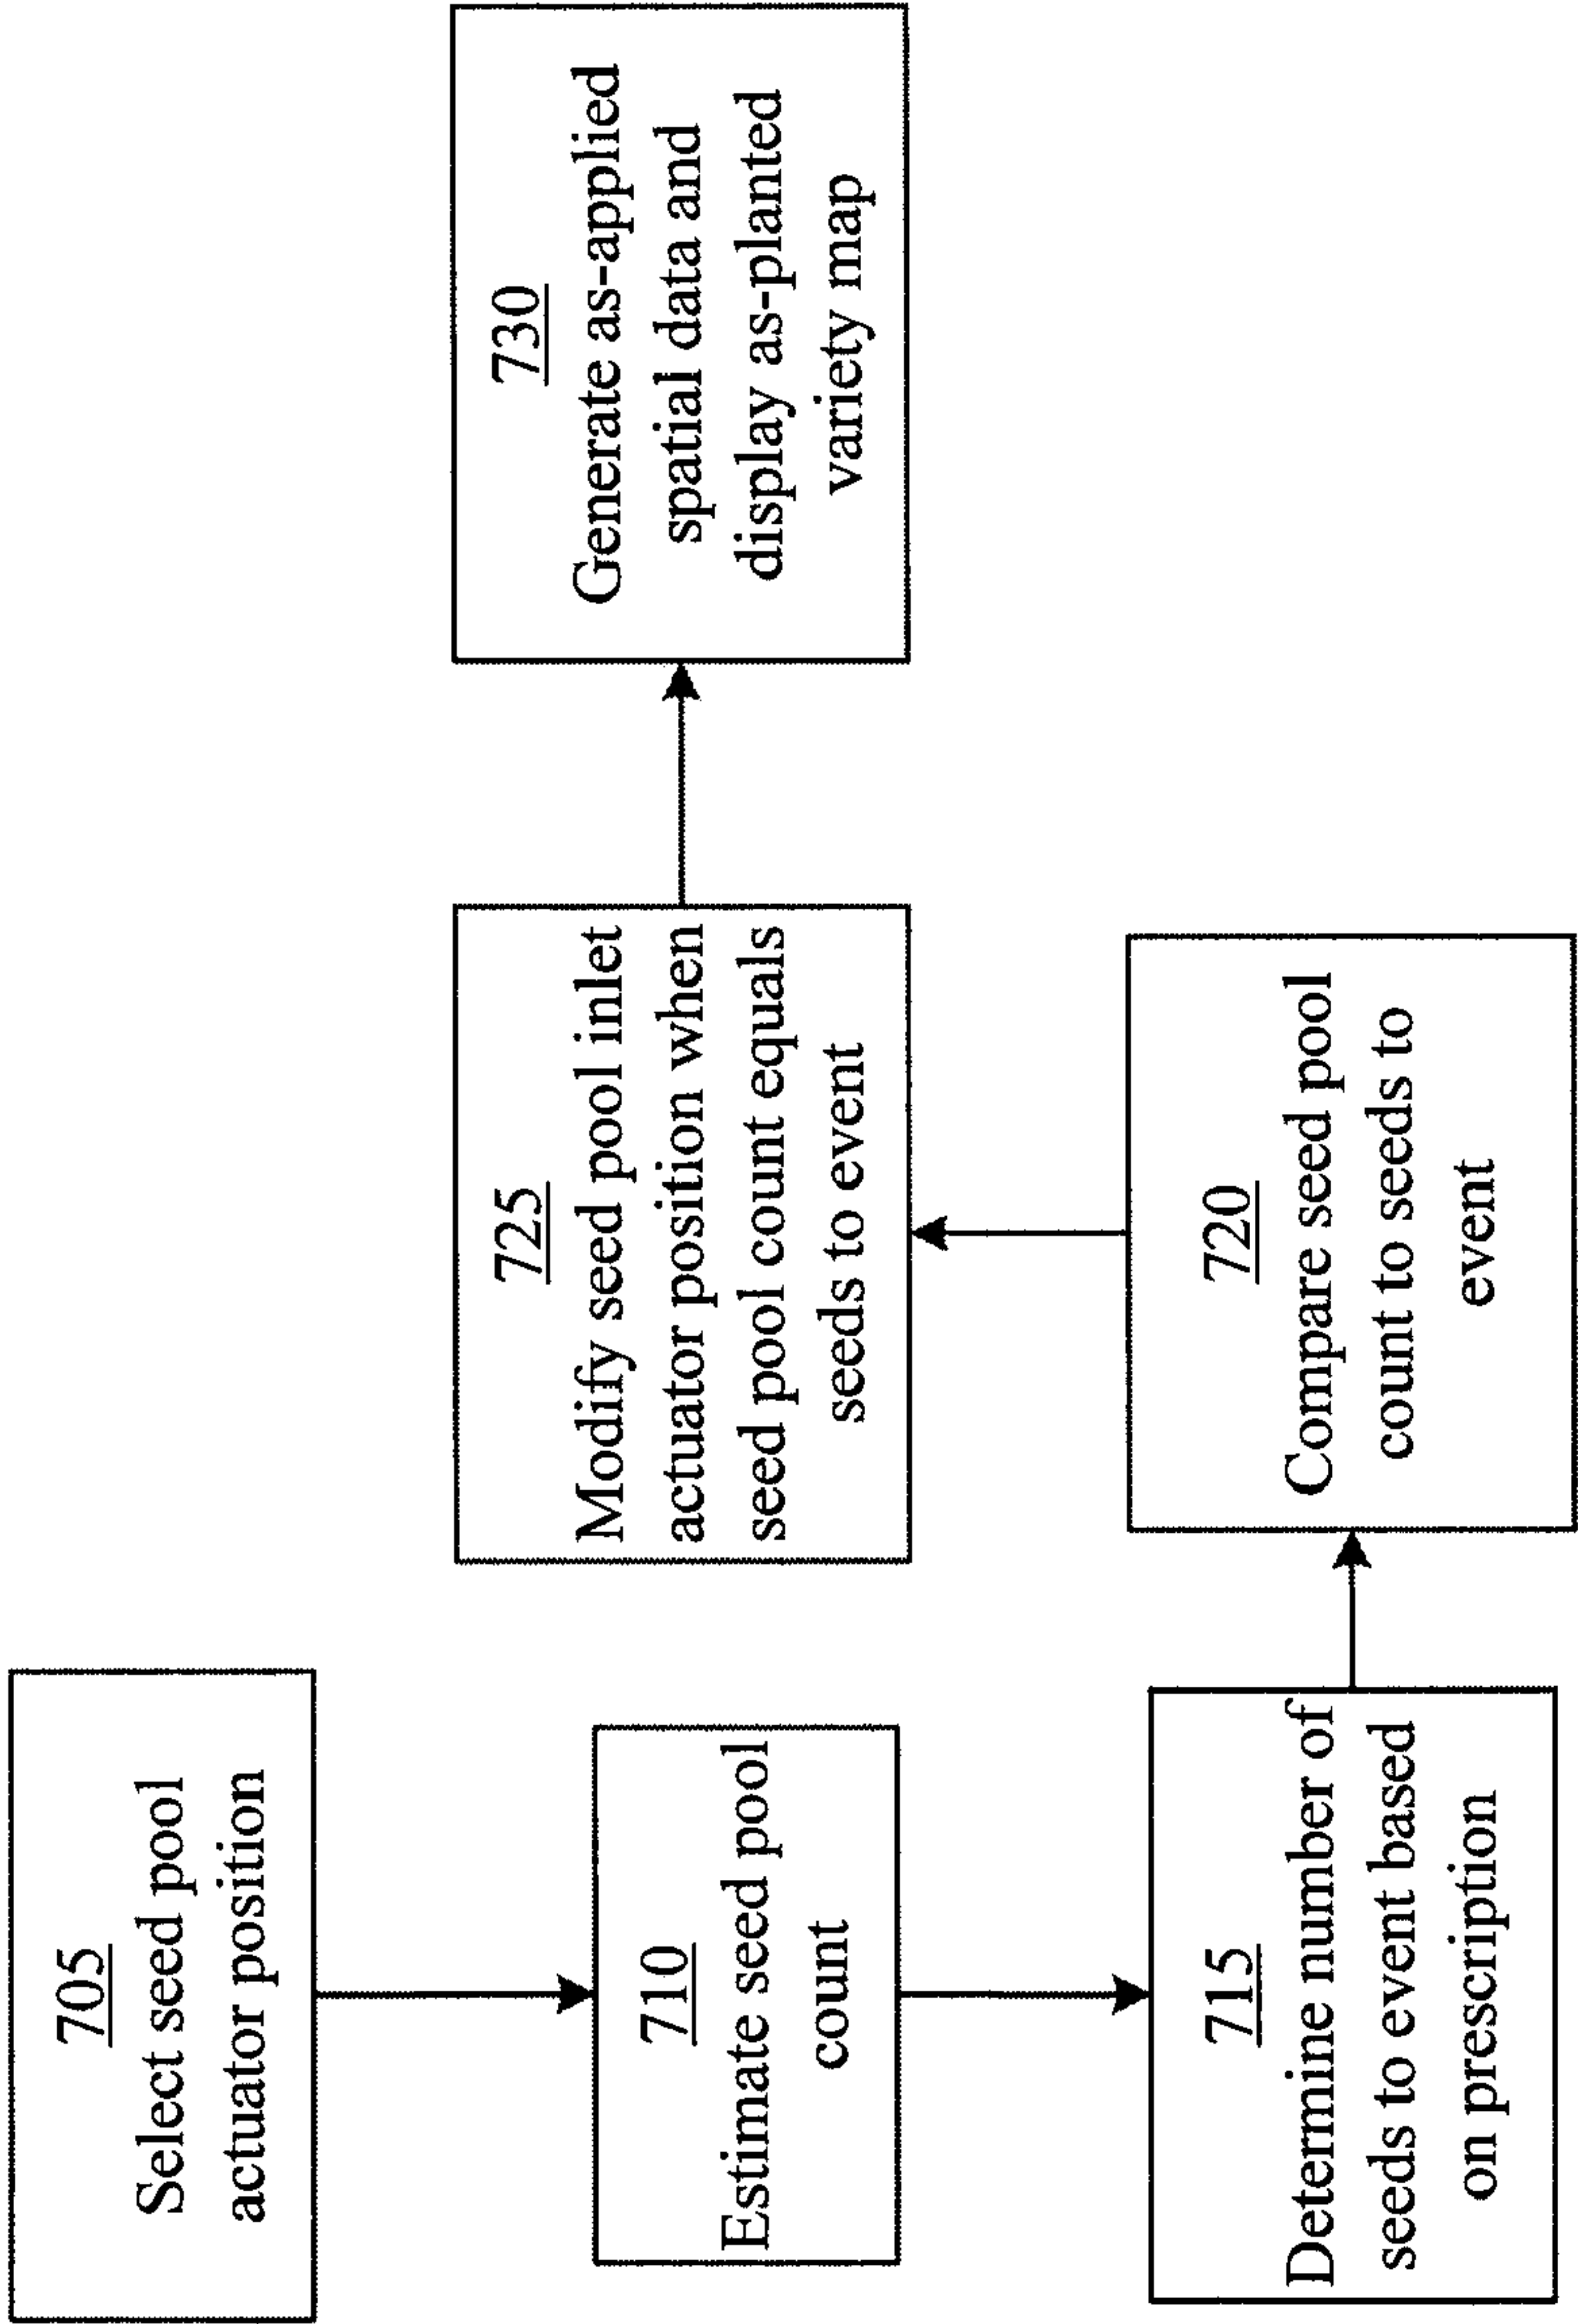 705
Select seed pool
actuator position
710
Estimate seed pool
count
715
Determine number of
seeds to event based
on prescription
720
Compare seed pool
count to seeds to
event
725
Modify seed pool inlet
actuator position when
seed pool count equals
seeds to event
730
Generate as-applied
spatial data and
display as-planted
variety map